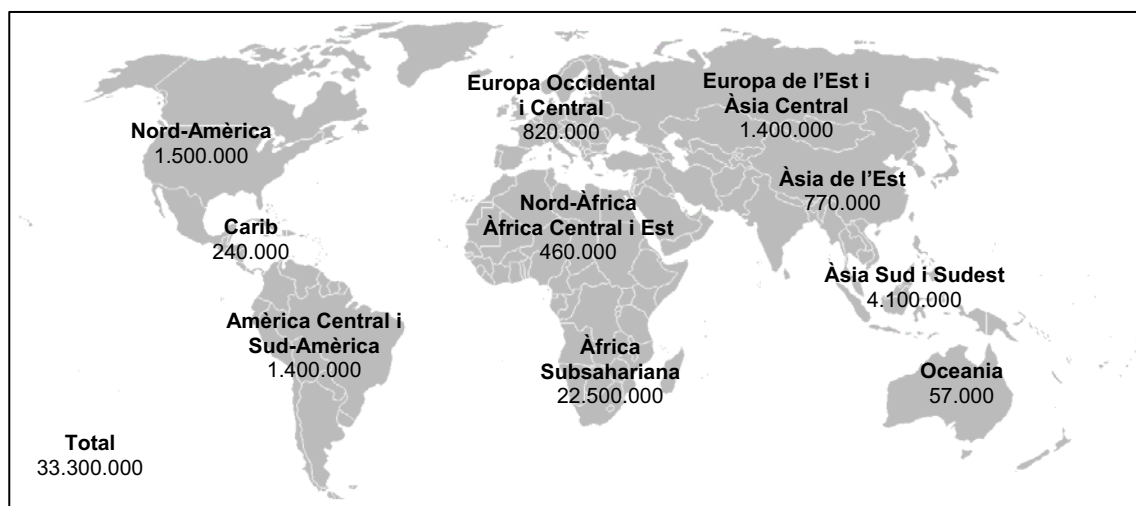 Europa Occidental
i Central
820.000
Europa de l'Est i
Àsia Central
1.400.000
Nord-Amèrica
1.500.000
Àsia de l'Est
770.000
Nord-Àfrica
Àfrica Central i Est
460.000
Carib
240.000
Àsia Sud i Sudest
4.100.000
Amèrica Central i
Sud-Amèrica
1.400.000
Àfrica
Subsahariana
22.500.000
Oceania
57.000
Total
33.300.000